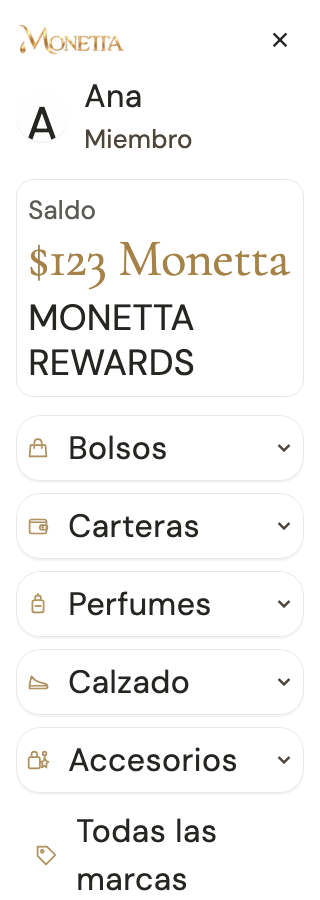 MONETTA
Ana
A
Miembro
Saldo
$123 Monetta
MONETTA
REWARDS
Bolsos
Carteras
Perfumes
Calzado
Accesorios
Todas las
marcas